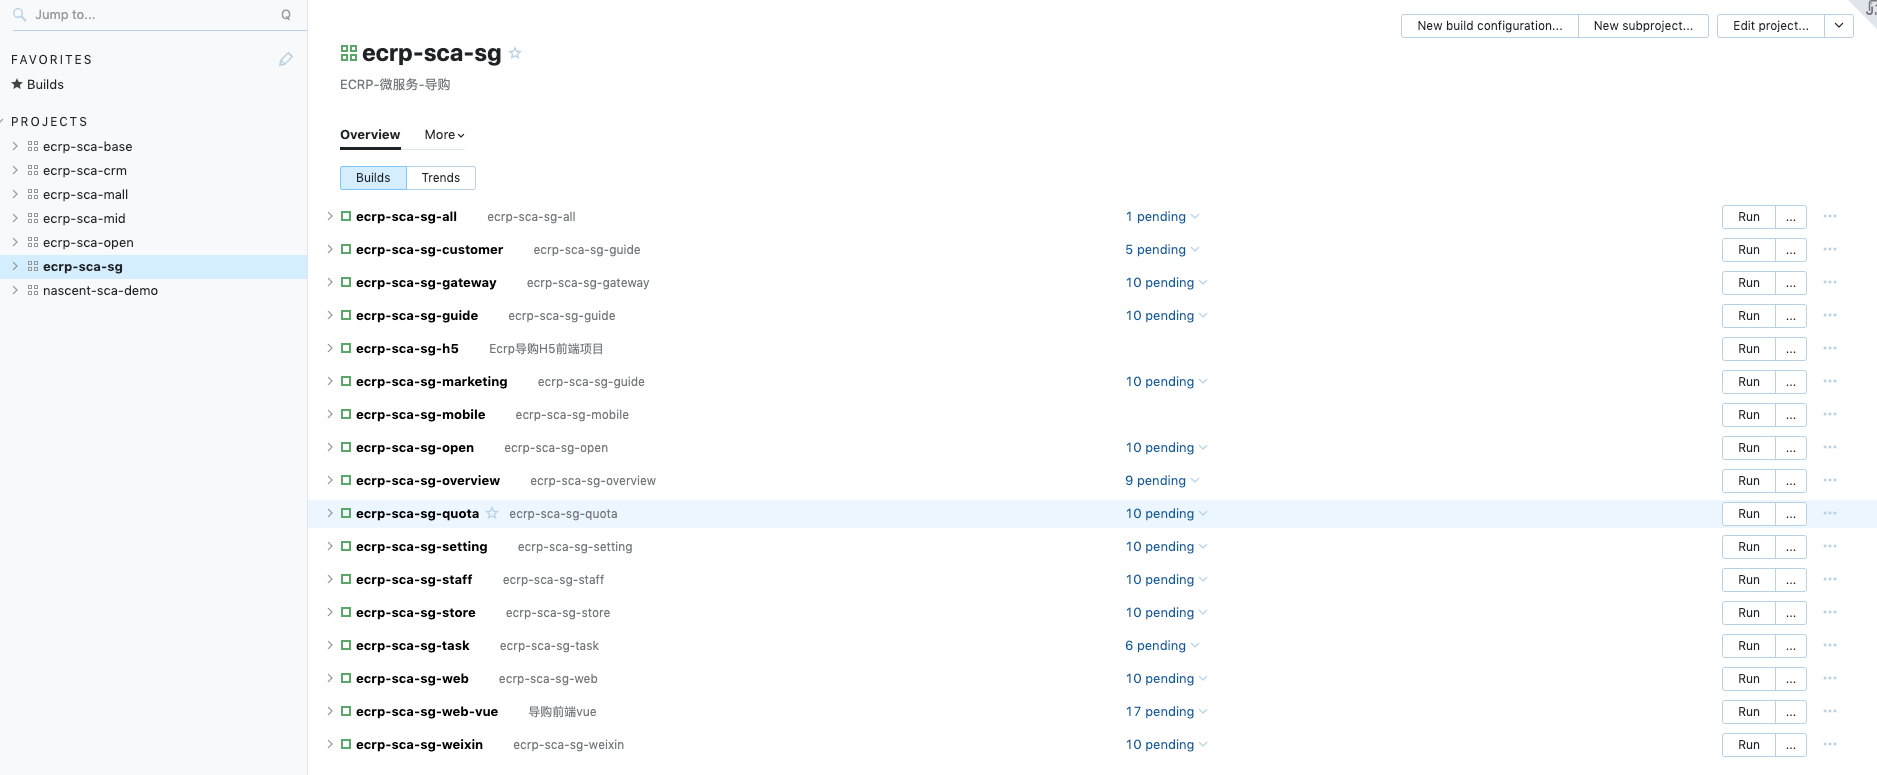 Jump to... Q
FAVORITES
Builds
PROJECTS
ecrp-sca-base
ecrp-sca-crm
ecrp-sca-mall
ecrp-sca-mid
ecrp-sca-open
ecrp-sca-sg
nascent-sca-demo
New build configuration... New subproject... Edit project...
ecrp-sca-sg
ECRP-微服务-导购
Overview More
Builds Trends
ecrp-sca-sg-all ecrp-sca-sg-all 1 pending Run ...
ecrp-sca-sg-customer ecrp-sca-sg-guide 5 pending Run ...
ecrp-sca-sg-gateway ecrp-sca-sg-gateway 10 pending Run ...
ecrp-sca-sg-guide ecrp-sca-sg-guide 10 pending Run ...
ecrp-sca-sg-h5 Ecrp导购H5前端项目 Run ...
ecrp-sca-sg-marketing ecrp-sca-sg-guide 10 pending Run ...
ecrp-sca-sg-mobile ecrp-sca-sg-mobile Run ...
ecrp-sca-sg-open ecrp-sca-sg-open 10 pending Run ...
ecrp-sca-sg-overview ecrp-sca-sg-overview 9 pending Run ...
ecrp-sca-sg-quota ecrp-sca-sg-quota 10 pending Run ...
ecrp-sca-sg-setting ecrp-sca-sg-setting 10 pending Run ...
ecrp-sca-sg-staff ecrp-sca-sg-staff 10 pending Run ...
ecrp-sca-sg-store ecrp-sca-sg-store 10 pending Run ...
ecrp-sca-sg-task ecrp-sca-sg-task 6 pending Run ...
ecrp-sca-sg-web ecrp-sca-sg-web 10 pending Run ...
ecrp-sca-sg-web-vue 导购前端vue 17 pending Run ...
ecrp-sca-sg-weixin ecrp-sca-sg-weixin 10 pending Run ...